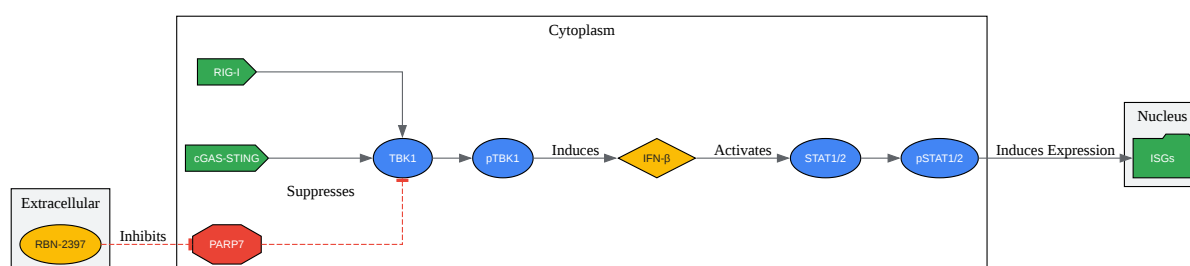 Cytoplasm
RIG-I
Nucleus
cGAS-STING
TBK1
pTBK1
Induces
IFN-β
Activates
STAT1/2
pSTAT1/2
Induces Expression
ISGs
Suppresses
Extracellular
RBN-2397
Inhibits
PARP7